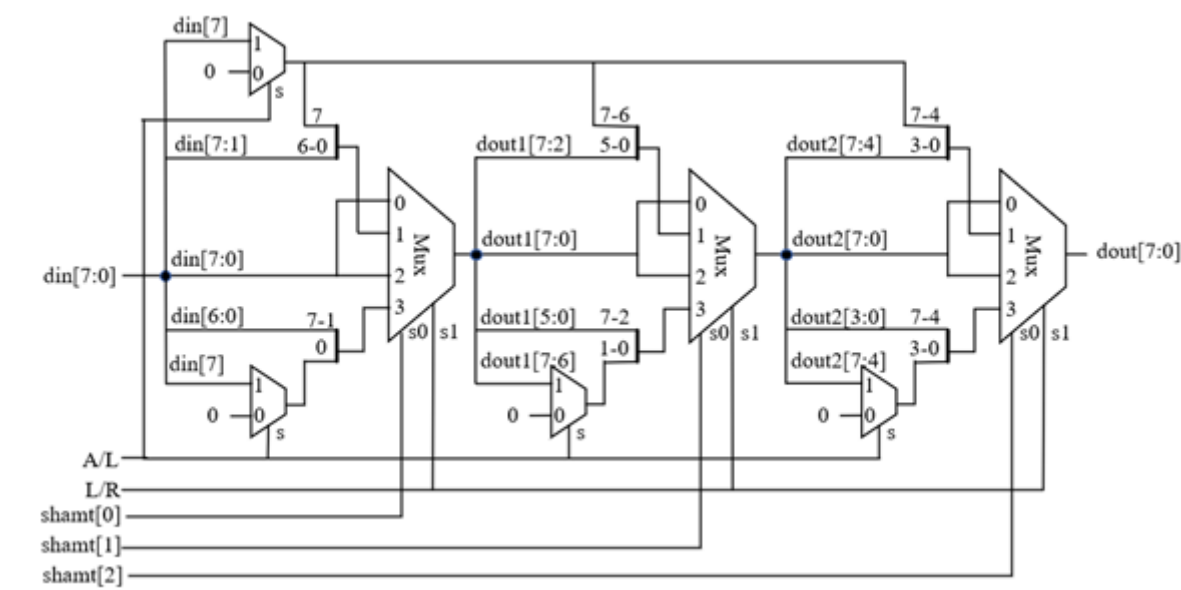 din[7]
1
0
0
s
7
7-6
7-4
din[7:1]
6-0
dout1[7:2]
5-0
dout2[7:4]
3-0
0
1
Mux
2
3
s0
s1
0
1
Mux
2
3
s0
s1
0
1
Mux
2
3
s0
s1
din[7:0]
din[7:0]
dout1[7:0]
dout2[7:0]
dout[7:0]
din[6:0]
7-1
0
dout1[5:0]
7-2
1-0
dout2[3:0]
7-4
3-0
din[7]
1
0
0
s
dout1[7:6]
1
0
0
s
dout2[7:4]
1
0
0
s
A/L
L/R
shamt[0]
shamt[1]
shamt[2]